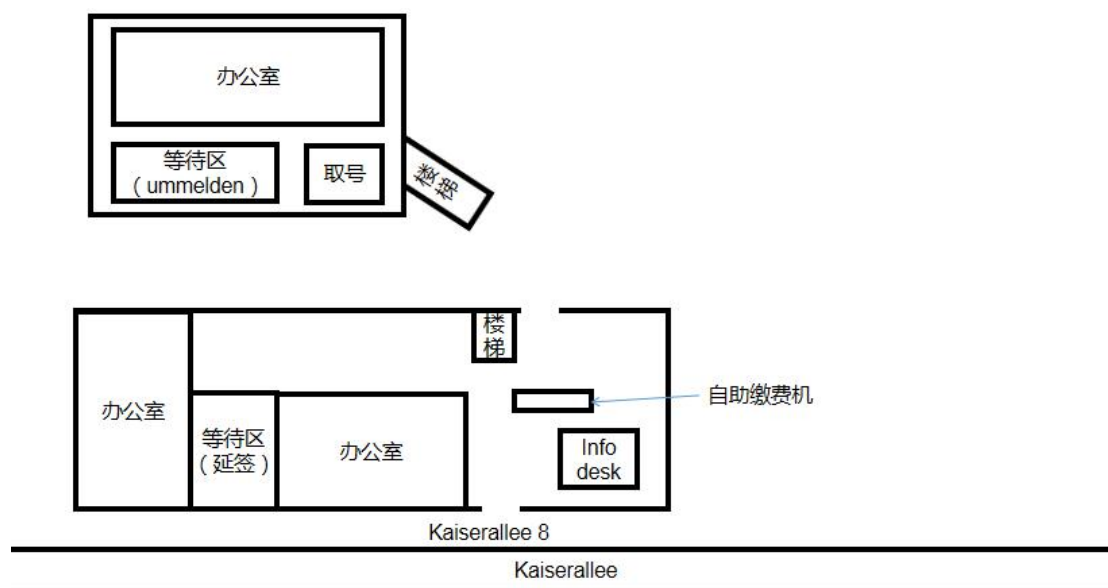 办公室
等待区
（ummelden）
取号
楼梯
楼
梯
自助缴费机
办公室
等待区
（延签）
办公室
Info
desk
Kaiserallee 8
Kaiserallee